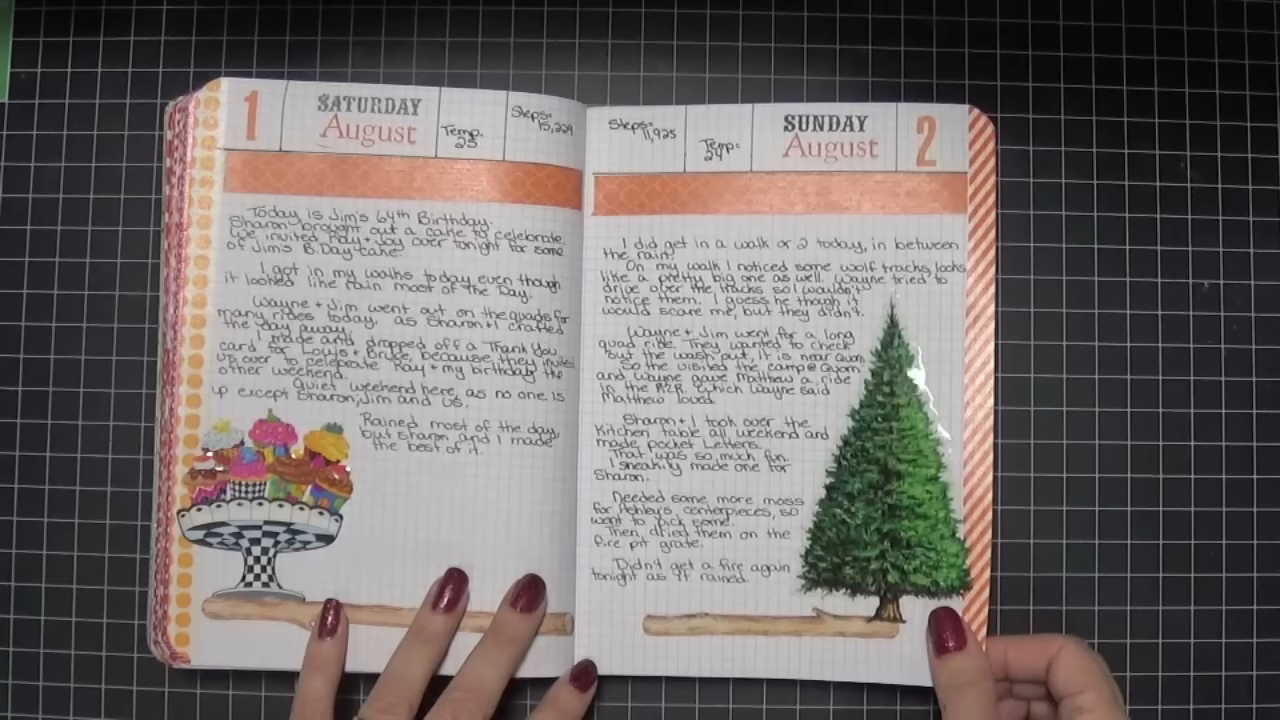 1
SATURDAY
August
Temp.
25
Steps=
15,229
Today is Jim's 64th Birthday.
Sharon brought out a cake to celebrate.
We invited Kay + Jay over tonight for some
of Jim's B.Day cake.
I got in my walks today even though
it looked like rain most of the Day.
Wayne + Jim went out on the quads for
many rides today, as Sharon + I crafted
the day away.
I made and dropped off a Thank You
card for Louis + Bruce, because they invited
us over to celebrate Kay + my birthday the
other weekend.
Quiet weekend here, as no one is
up except Sharon, Jim and us.
Rained most of the day,
but Sharon and I made
the best of it.
Steps=
11,925
Temp=
24
SUNDAY
August
2
I did get in a walk or 2 today, in between
the rain!
On my walk I noticed some wolf tracks, looks
like a pretty big one as well. Wayne tried to
drive over the tracks so I wouldn't
notice them. I guess he though it
would scare me, but they didn't.
Wayne + Jim went for a long
quad ride. They wanted to check
out the wash out, it is near
So the visited the camp @
and Wayne gave Matthew a ride
in the RZR. which Wayne said
Matthew loved.
Sharon + I took over the
kitchen table all weekend and
made pocket Letters.
That was so much fun.
I sneakily made one for
Sharon.
Needed some more moss
for Ashley's, centerpieces, so
went to pick some.
Then, dried them on the
fire pit grate.
Didn't get a fire again
tonight as it rained.